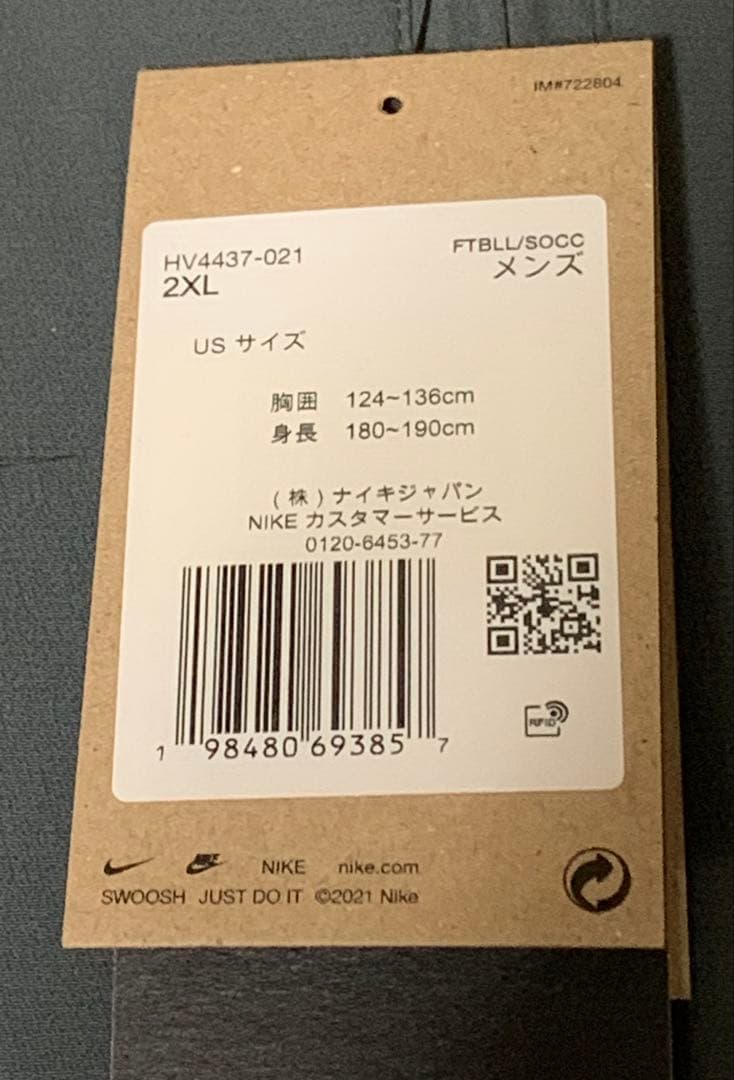 IM#722804
HV4437-021
FTBLL/SOCC
2XL
メンズ
US サイズ
胸囲 124~136cm
身長 180~190cm
(株)ナイキジャパン
NIKE カスタマーサービス
0120-6453-77
1 98480 69385 7
RFID
NIKE nike.com
SWOOSH JUST DO IT ©2021 Nike